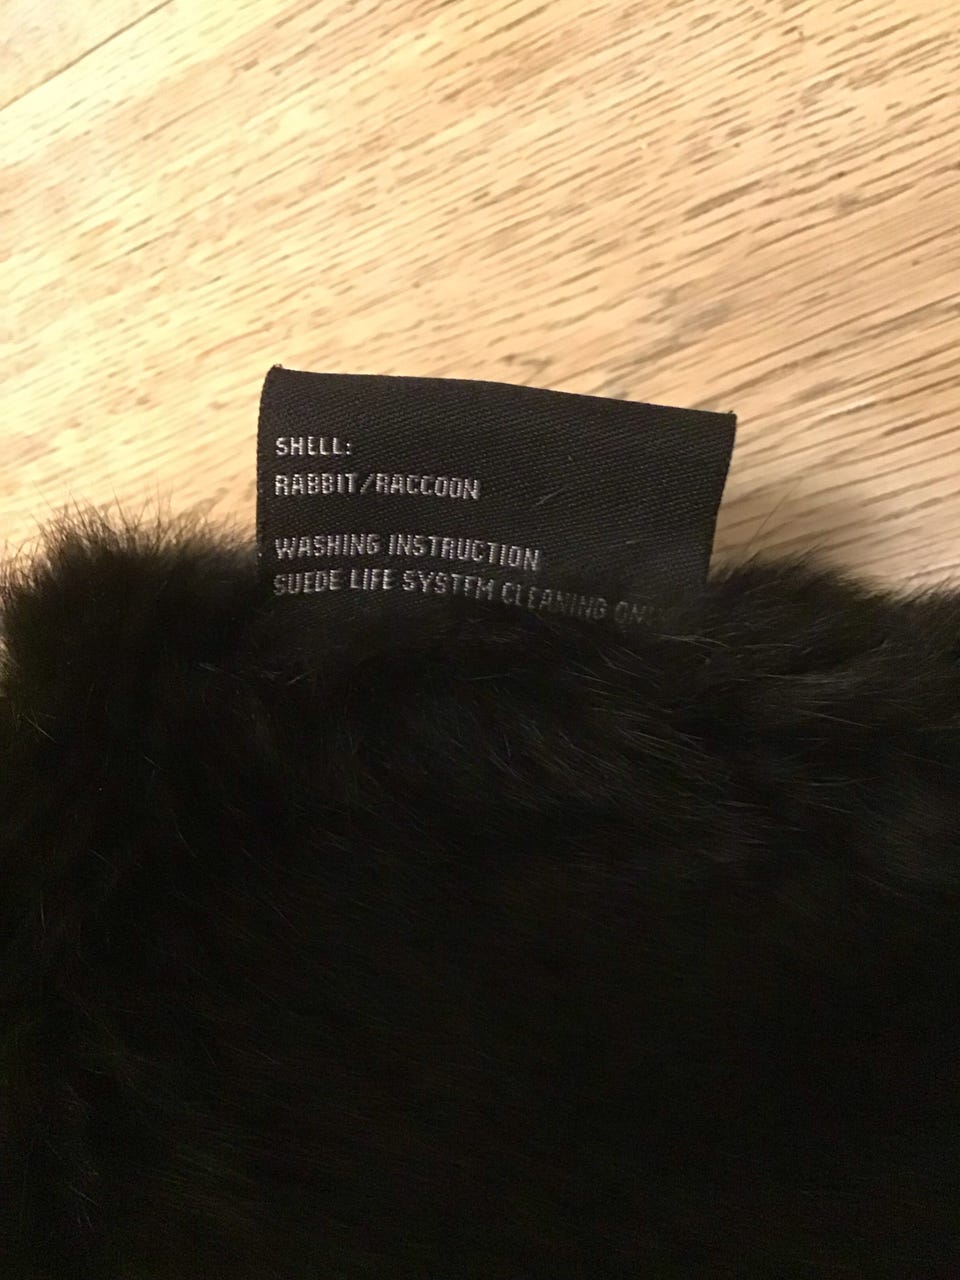 SHELL:
RABBIT/RACCOON
WASHING INSTRUCTION
SUEDE LIFE SYSTEM CLEANING